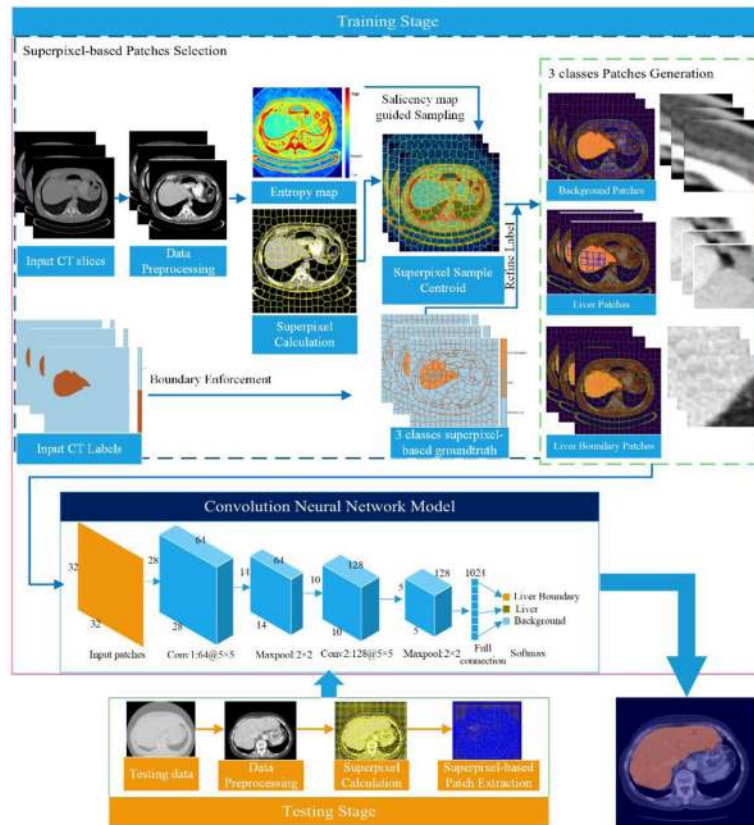 Training Stage
Superpixel-based Patches Selection
3 classes Patches Generation
Saliency map
guided Sampling
Entropy map
Background Patches
Input CT slices
Data
Preprocessing
Superpixel Sample
Centroid
Refine Label
Liver Patches
Superpixel
Calculation
Boundary Enforcement
Input CT Labels
3 classes superpixel-
based groundtruth
Liver Boundary Patches
Convolution Neural Network Model
32
32
28
28
64
14
14
64
10
10
128
5
5
128
1024
Liver Boundary
Liver
Background
Input patches
Conv1:64@5×5
Maxpool:2×2
Conv2:128@5×5
Maxpool:2×2
Full
connection
Softmax
Testing data
Data
Preprocessing
Superpixel
Calculation
Superpixel-based
Patch Extraction
Testing Stage